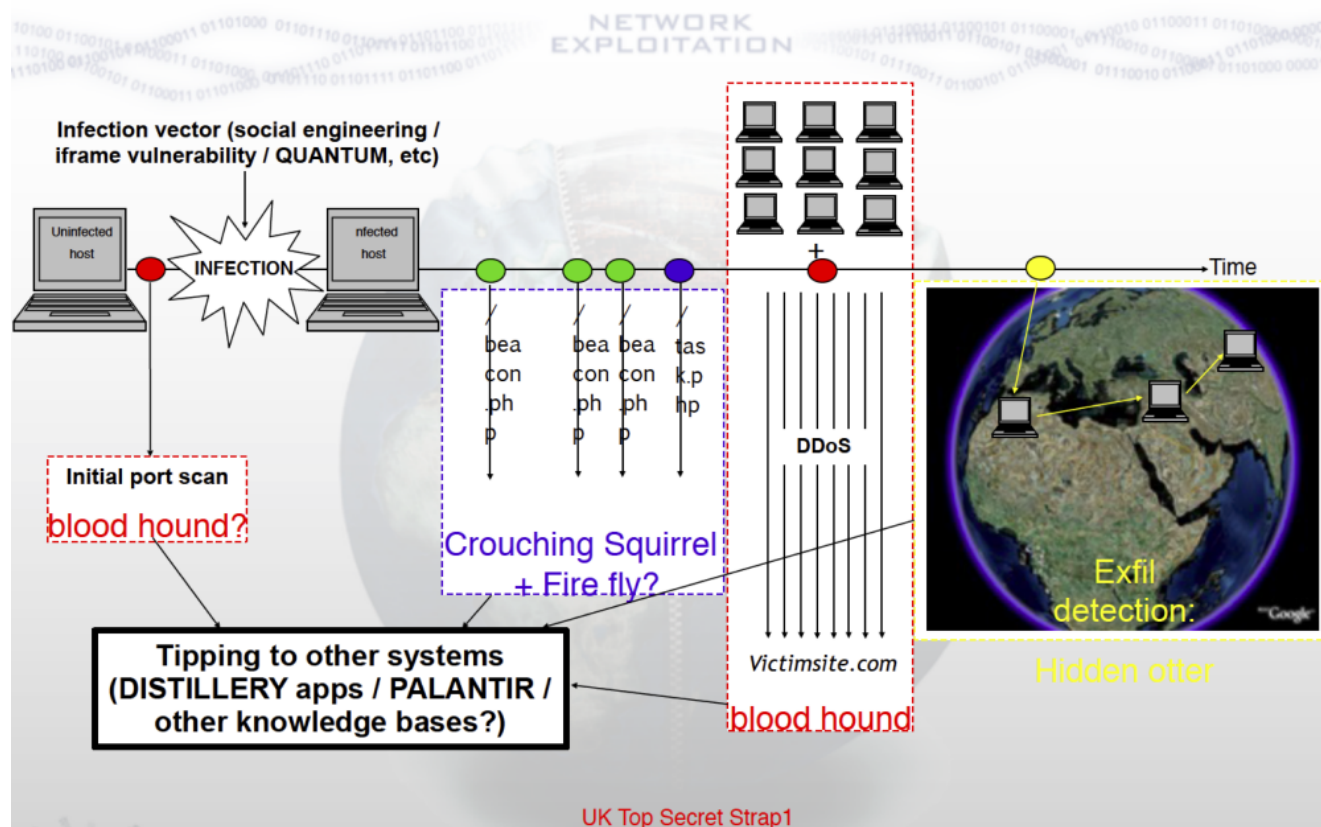 NETWORK
EXPLOITATION
Infection vector (social engineering /
iframe vulnerability / QUANTUM, etc)
Uninfected
host
INFECTION
nfected
host
+
Time
/
bea
con
.ph
p
/
bea
con
.ph
p
/
bea
con
.ph
p
/
tas
k.p
hp
DDoS
Initial port scan
blood hound?
Crouching Squirrel
+ Fire fly?
Exfil
detection:
Google
Hidden otter
Victimsite.com
blood hound
Tipping to other systems
(DISTILLERY apps / PALANTIR /
other knowledge bases?)
UK Top Secret Strap1